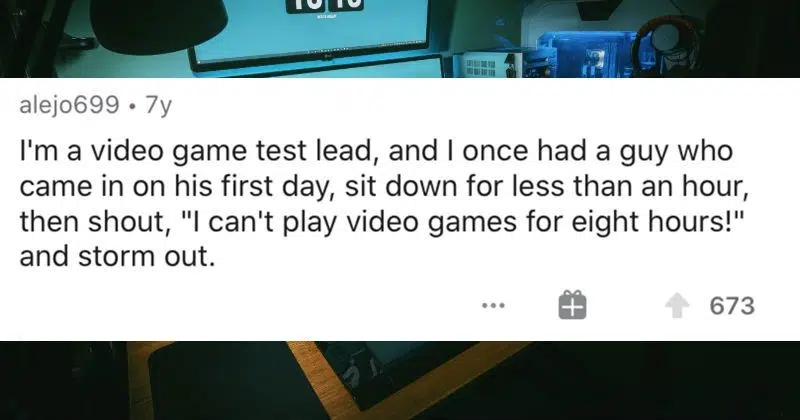 alejo699 • 7y
I'm a video game test lead, and I once had a guy who
came in on his first day, sit down for less than an hour,
then shout, "I can't play video games for eight hours!"
and storm out.
673